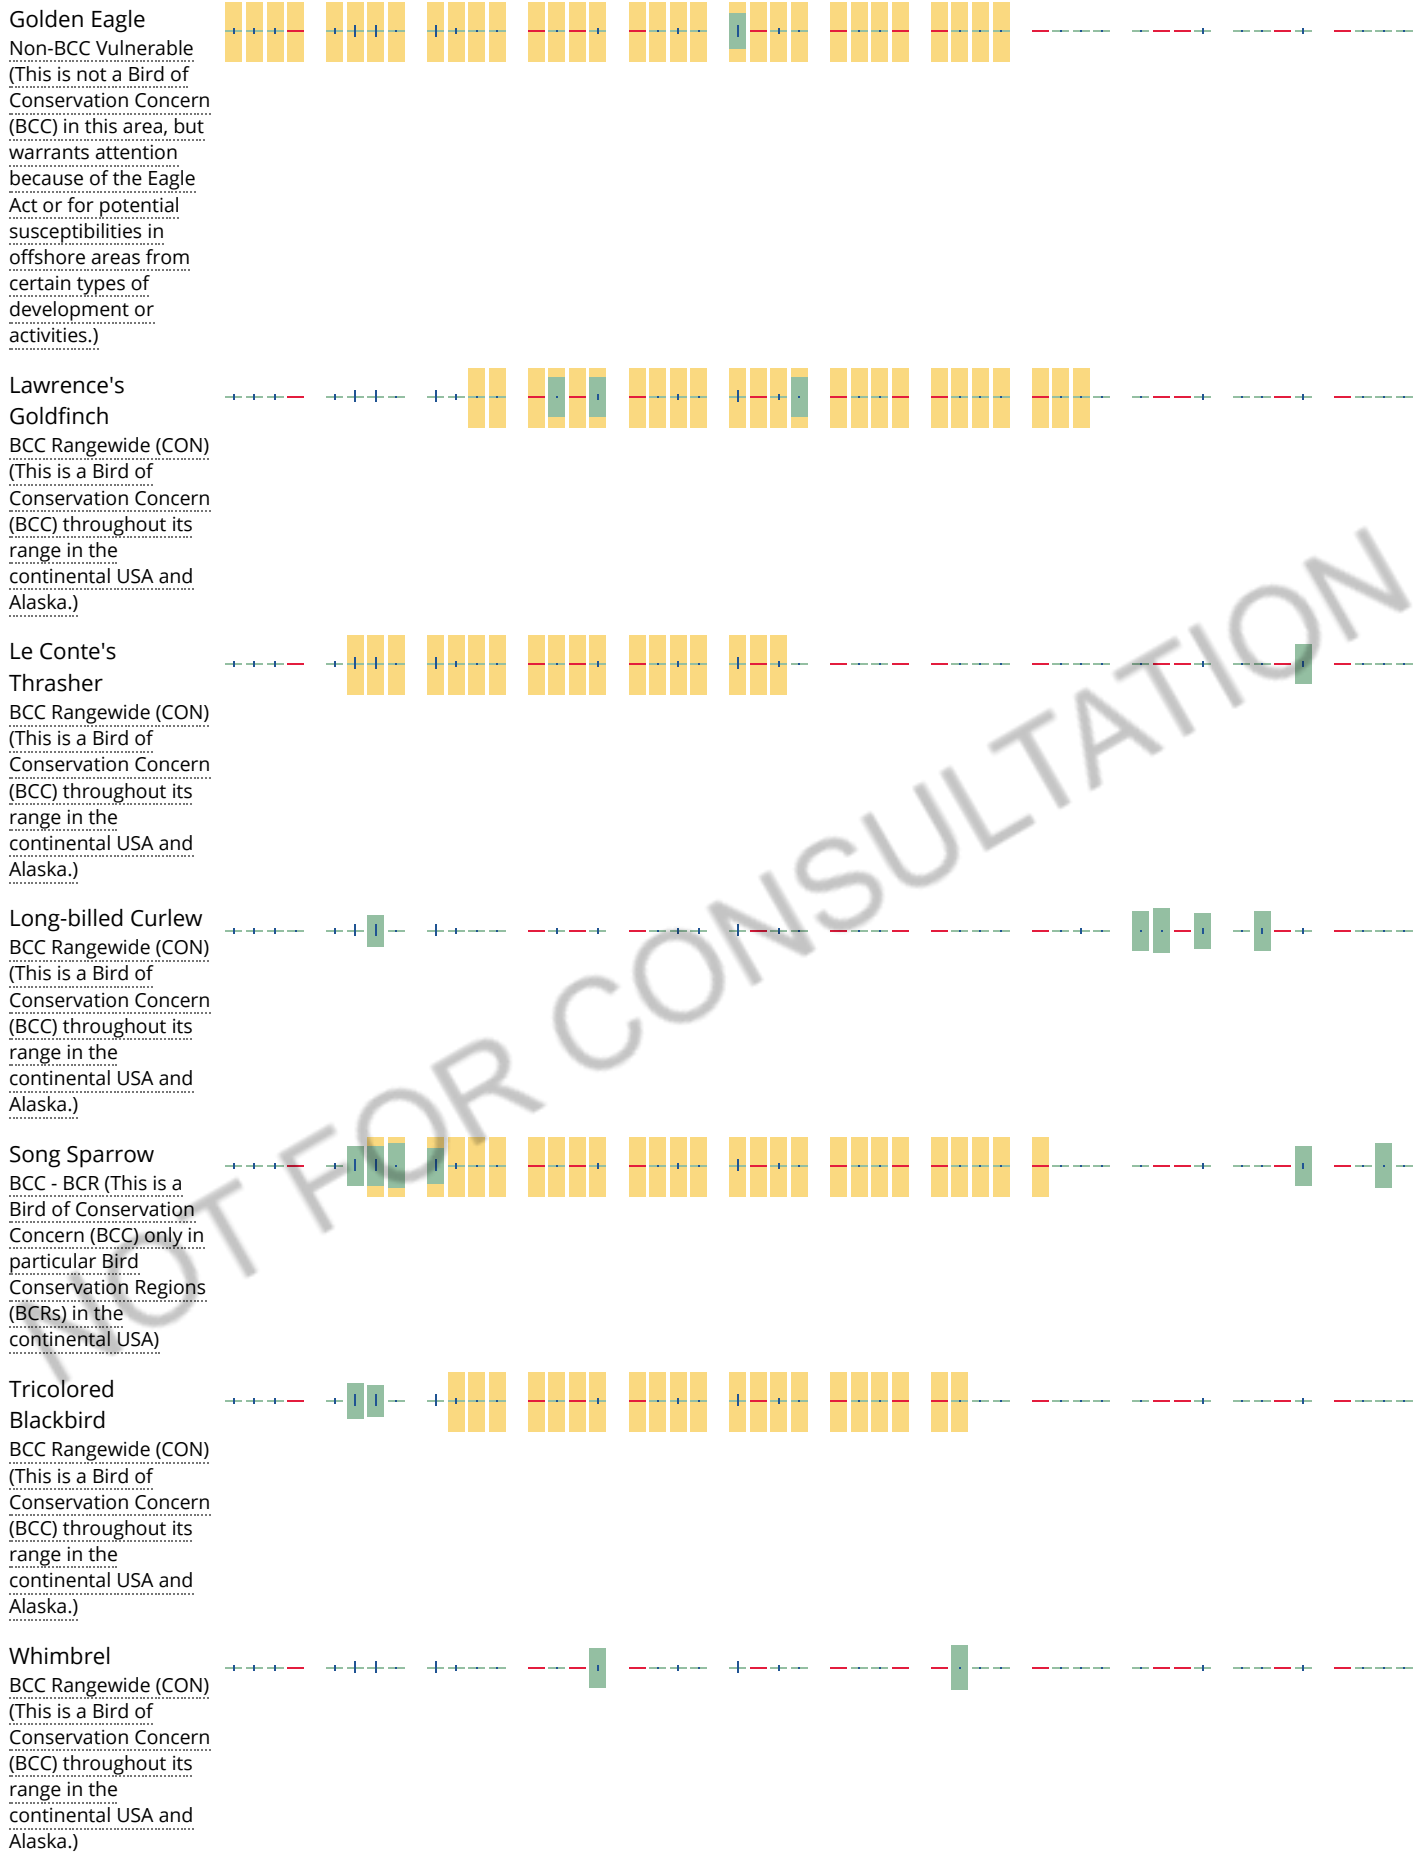 Golden Eagle
Non-BCC Vulnerable
(This is not a Bird of
Conservation Concern
(BCC) in this area, but
warrants attention
because of the Eagle
Act or for potential
susceptibilities in
offshore areas from
certain types of
development or
activities.)
Lawrence's
Goldfinch
BCC Rangewide (CON)
(This is a Bird of
Conservation Concern
(BCC) throughout its
range in the
continental USA and
Alaska.)
Le Conte's
Thrasher
BCC Rangewide (CON)
(This is a Bird of
Conservation Concern
(BCC) throughout its
range in the
continental USA and
Alaska.)
Long-billed Curlew
BCC Rangewide (CON)
(This is a Bird of
Conservation Concern
(BCC) throughout its
range in the
continental USA and
Alaska.)
Song Sparrow
BCC - BCR (This is a
Bird of Conservation
Concern (BCC) only in
particular Bird
Conservation Regions
(BCRs) in the
continental USA)
Tricolored
Blackbird
BCC Rangewide (CON)
(This is a Bird of
Conservation Concern
(BCC) throughout its
range in the
continental USA and
Alaska.)
Whimbrel
BCC Rangewide (CON)
(This is a Bird of
Conservation Concern
(BCC) throughout its
range in the
continental USA and
Alaska.)
NOT FOR CONSULTATION